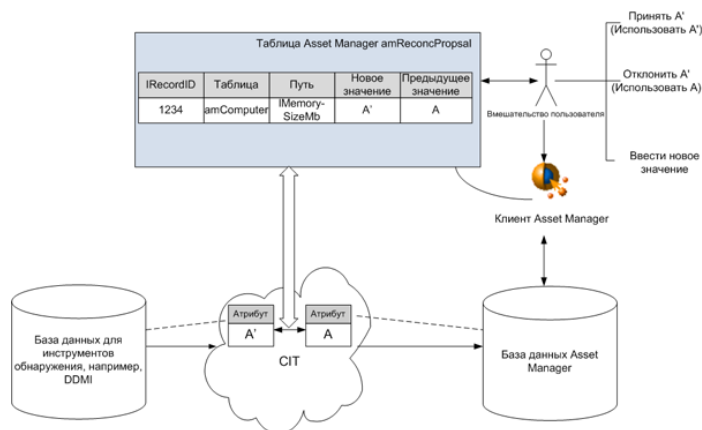 Таблица Asset Manager amReconcPropsal
IRecordID Таблица Путь Новое значение Предыдущее значение
1234 amComputer IMemory-SizeMb A' A
Принять A'
(Использовать A')
Отклонить A'
(Использовать A)
Вмешательство пользователя
Ввести новое
значение
Клиент Asset Manager
База данных для
инструментов
обнаружения, например,
DDMI
Атрибут
A'
Атрибут
A
CIT
База данных Asset
Manager